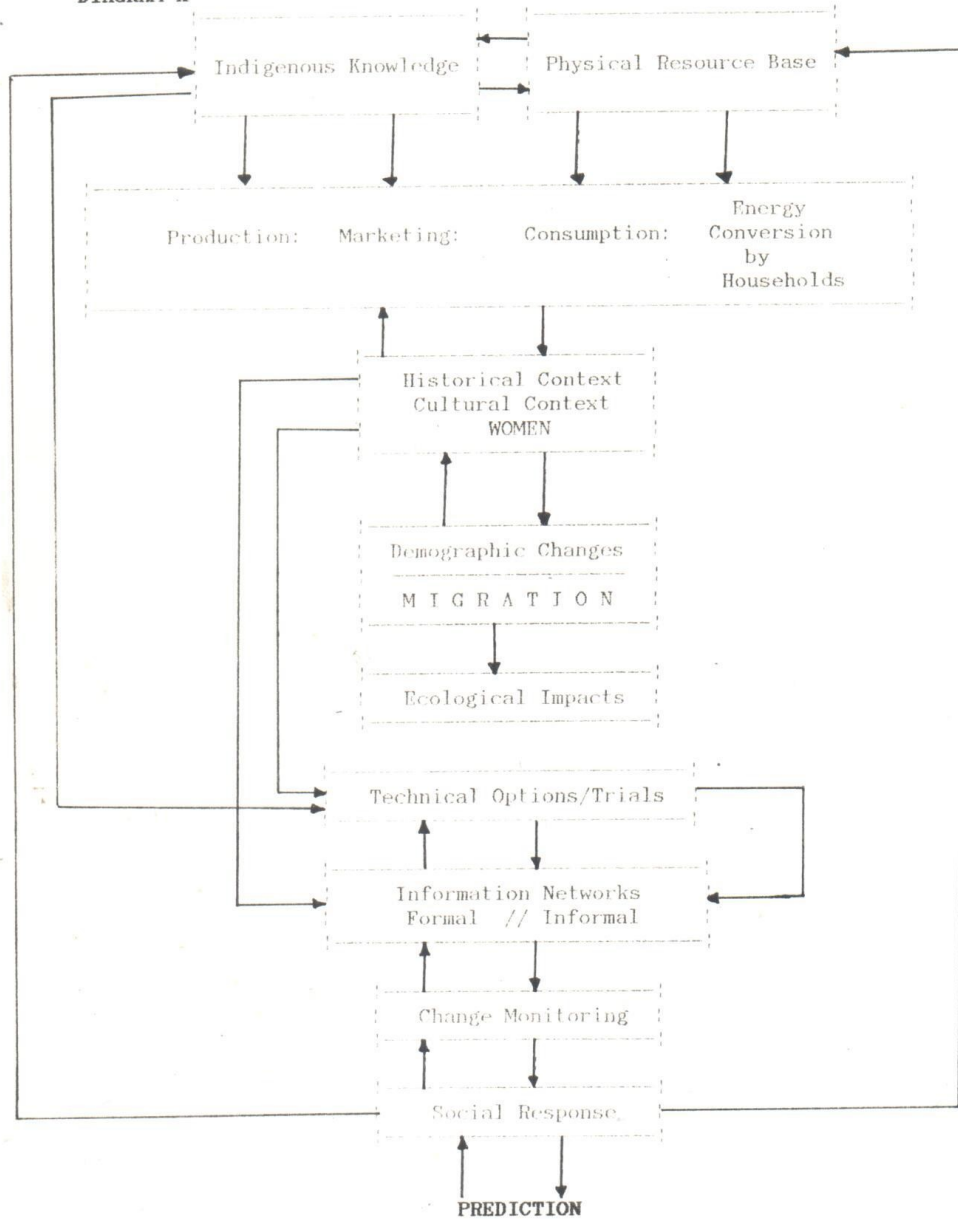 Indigenous Knowledge
Physical Resource Base
Production: Marketing: Consumption: Energy
Conversion
by
Households
Historical Context
Cultural Context
WOMEN
Demographic Changes
M I G R A T I O N
Ecological Impacts
Technical Options/Trials
Information Networks
Formal // Informal
Change Monitoring
Social Response
PREDICTION